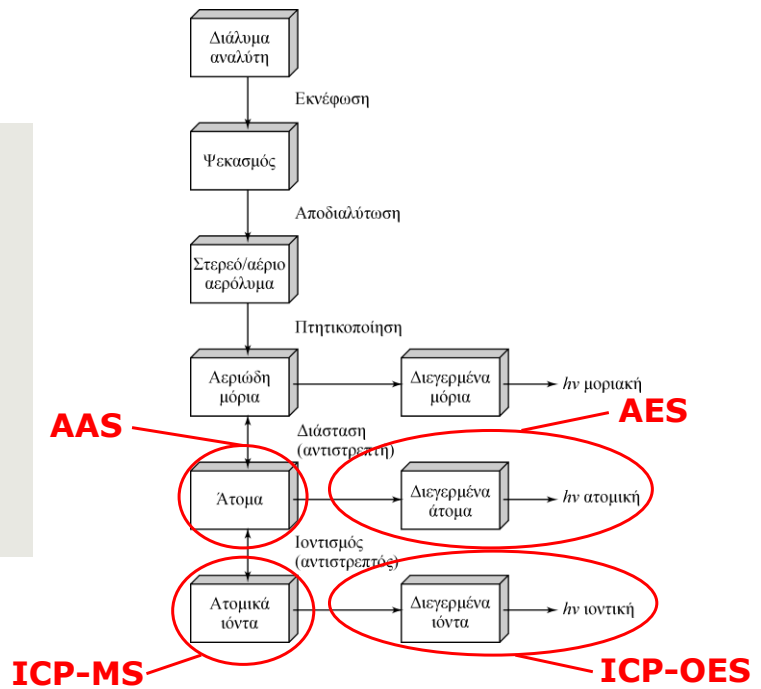 Διάλυμα
αναλύτη
Εκνέφωση
Ψεκασμός
Αποδιαλύτωση
Στερεό/αέριο
αερόλυμα
Πτητικοποίηση
Αεριώδη
μόρια
Διεγερμένα
μόρια
hν μοριακή
AAS
Διάσταση
(αντιστρεπτή)
AES
Άτομα
Διεγερμένα
άτομα
hν ατομική
Ιοντισμός
(αντιστρεπτός)
Ατομικά
ιόντα
Διεγερμένα
ιόντα
hν ιοντική
ICP-MS
ICP-OES